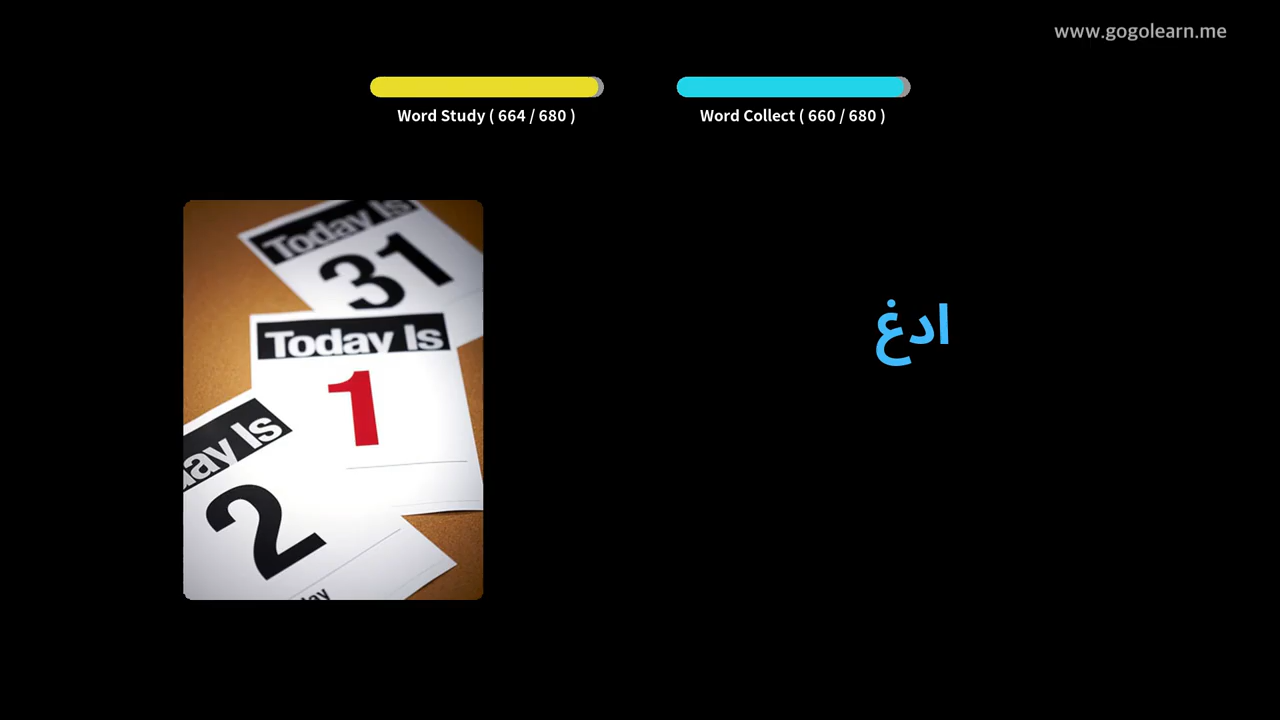 www.gogolearn.me
Word Study ( 664 / 680 )
Word Collect ( 660 / 680 )
Today Is
31
Today Is
1
ay Is
2
ادغ